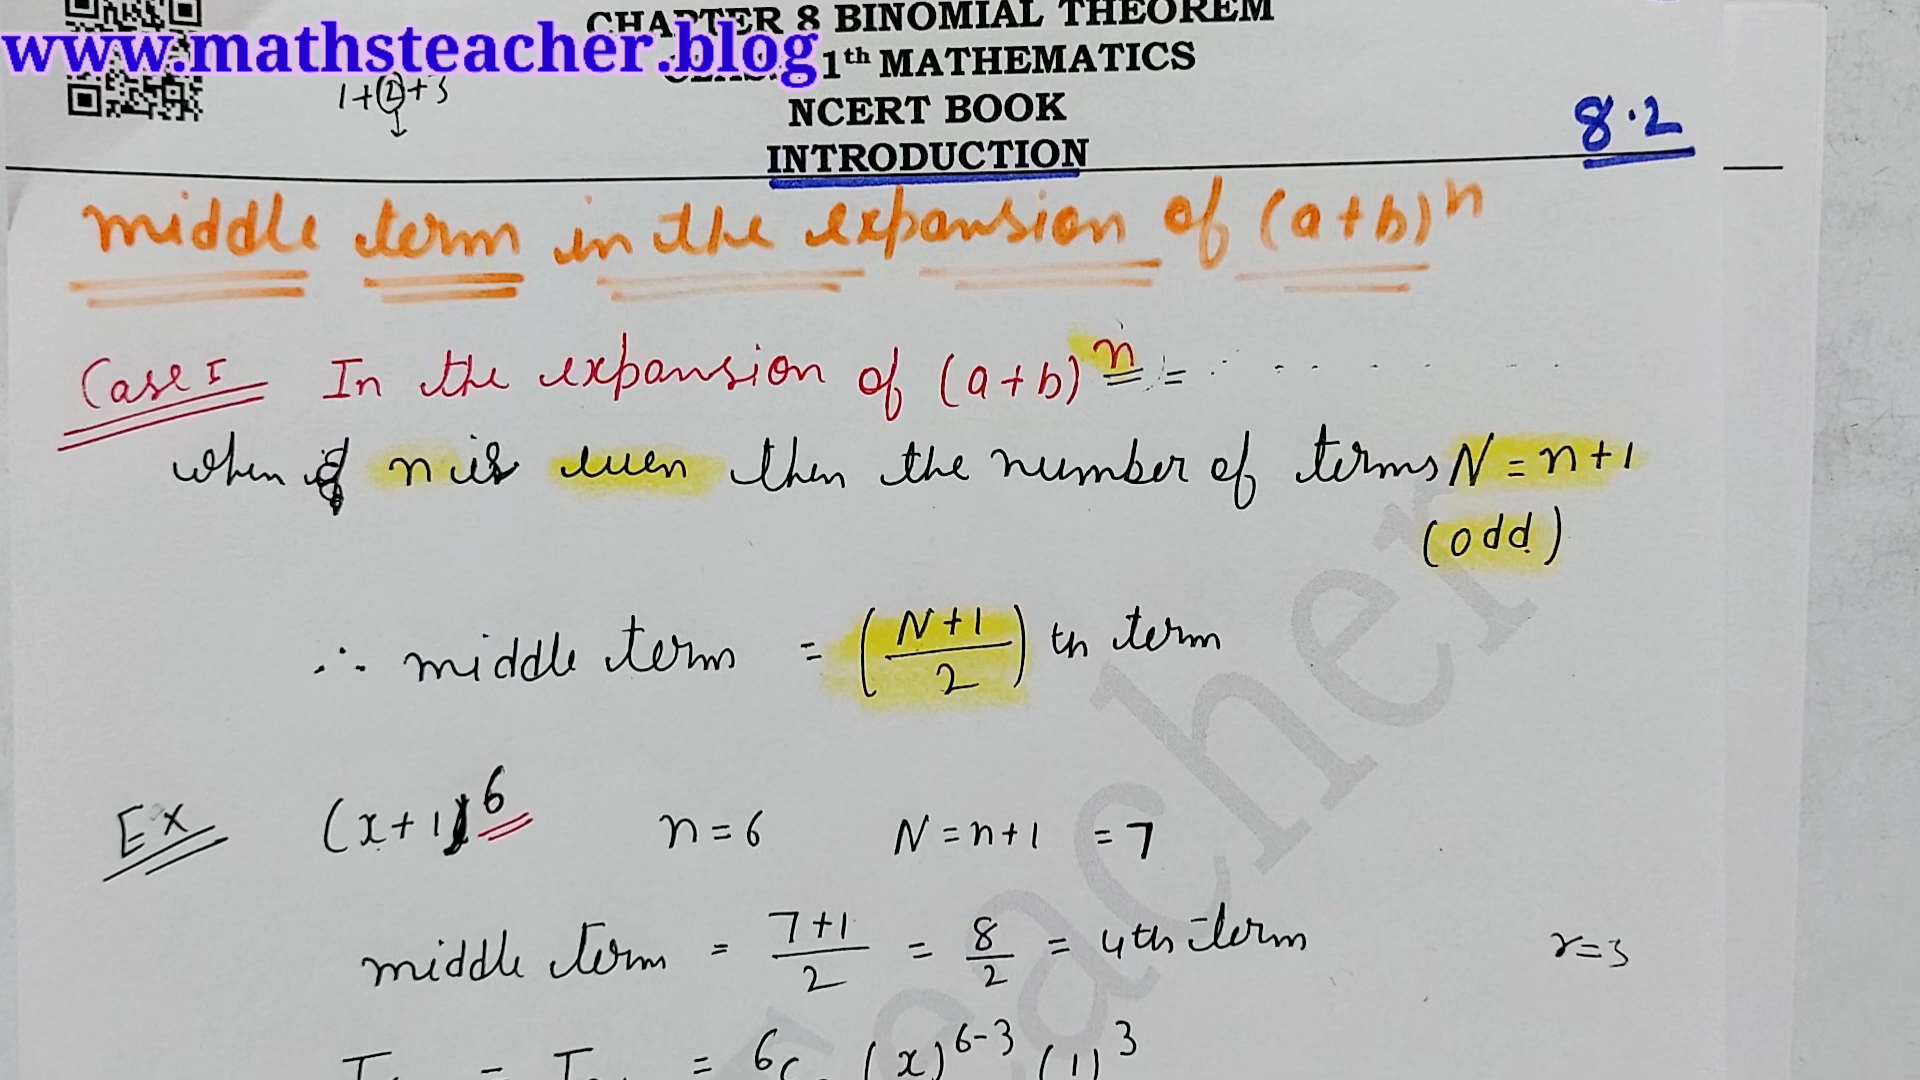 CHAPTER 8 BINOMIAL THEOREM
www.mathsteacher.blog
1th MATHEMATICS
1+2+3
NCERT BOOK
8.2
INTRODUCTION
middle term in the expansion of (a+b)^n
Case I In the expansion of (a+b)^n = . . . . . . .
when if n is even then the number of terms N = n+1
(odd)
∴ middle term = ((N+1)/2) th term
Ex (x+1)^6 n=6 N=n+1 =7
middle term = (7+1)/2 = 8/2 = 4th term r=3
= = 6C (x)^6-3 (1)^3